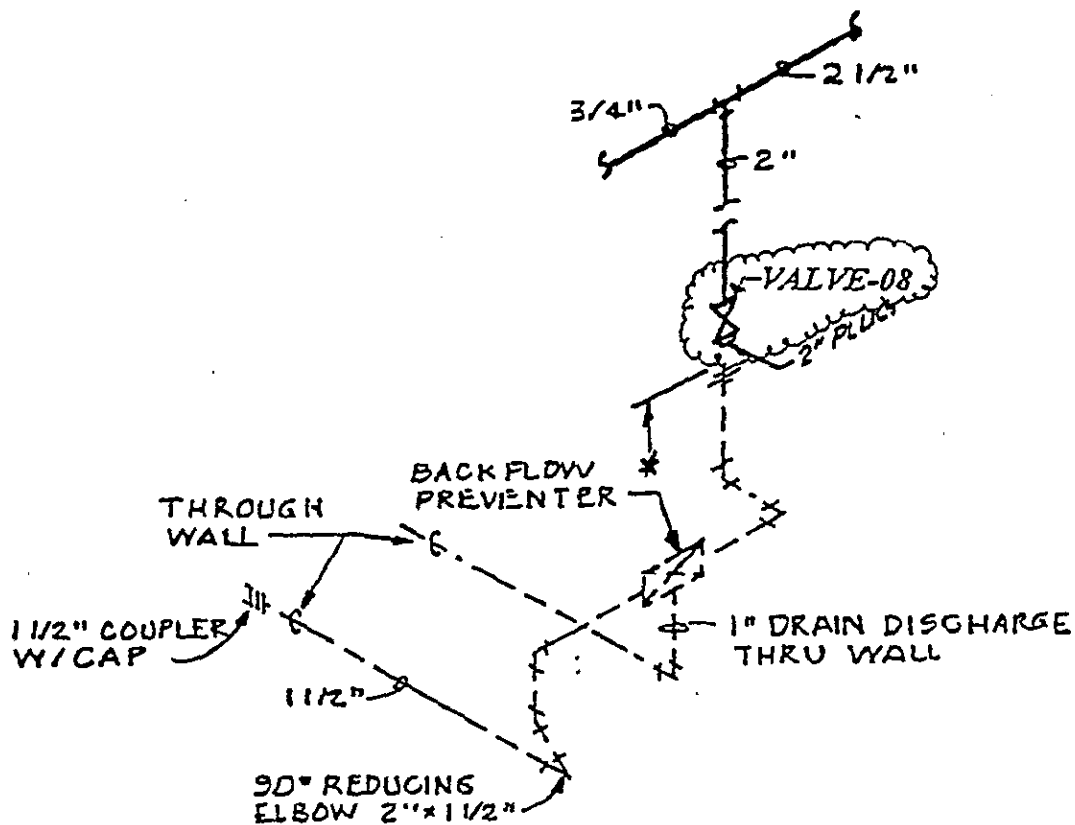 2 1/2"
3/4"
2"
VALVE-08
2" PLUG
BACKFLOW
PREVENTER
THROUGH
WALL
1 1/2" COUPLER
W/CAP
1" DRAIN DISCHARGE
THRU WALL
1 1/2"
90° REDUCING
ELBOW 2"x1 1/2"